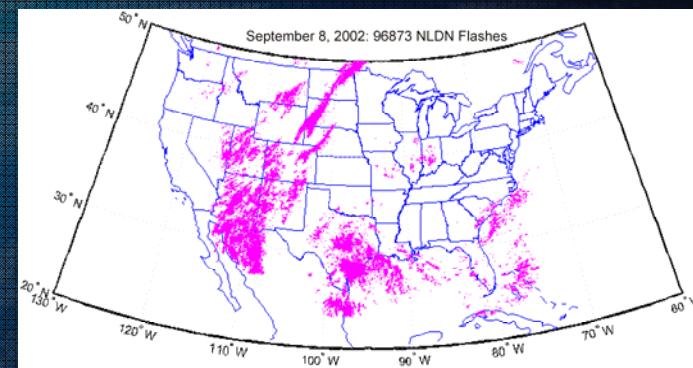 September 8, 2002: 96873 NLDN Flashes
50° N
40° N
30° N
20° N
130° W
120° W
110° W
100° W
90° W
80° W
70° W
60° W